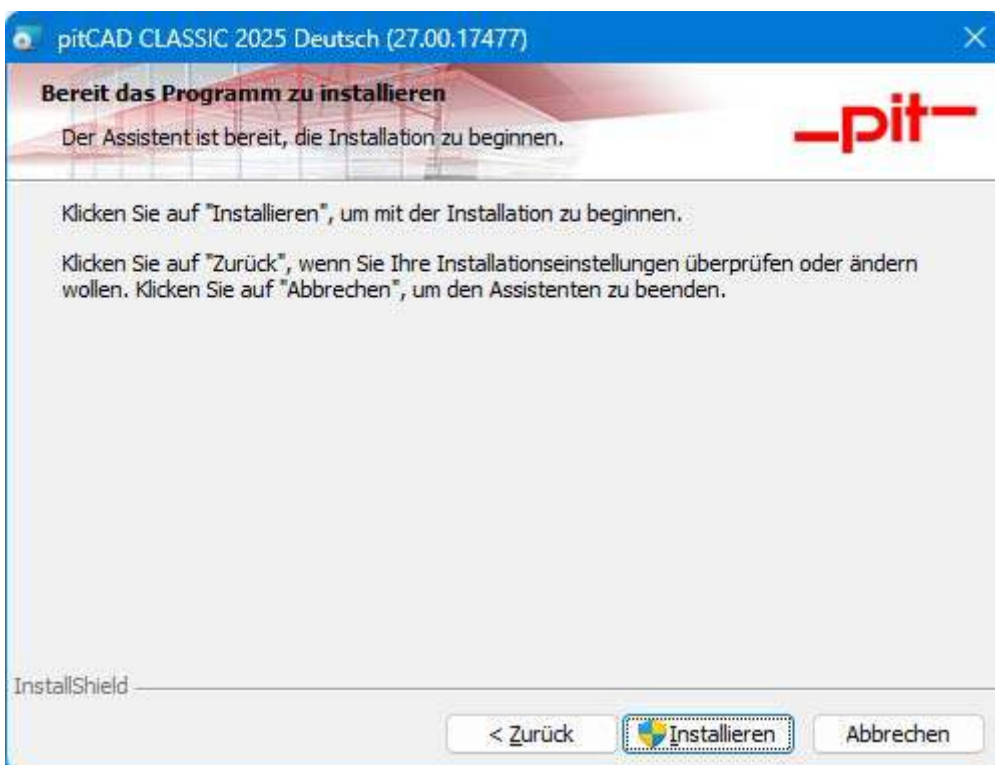 pitCAD CLASSIC 2025 Deutsch (27.00.17477)
Bereit das Programm zu installieren
Der Assistent ist bereit, die Installation zu beginnen.
pit
Klicken Sie auf "Installieren", um mit der Installation zu beginnen.
Klicken Sie auf "Zurück", wenn Sie Ihre Installationseinstellungen überprüfen oder ändern
wollen. Klicken Sie auf "Abbrechen", um den Assistenten zu beenden.
InstallShield
< Zurück
Installieren
Abbrechen